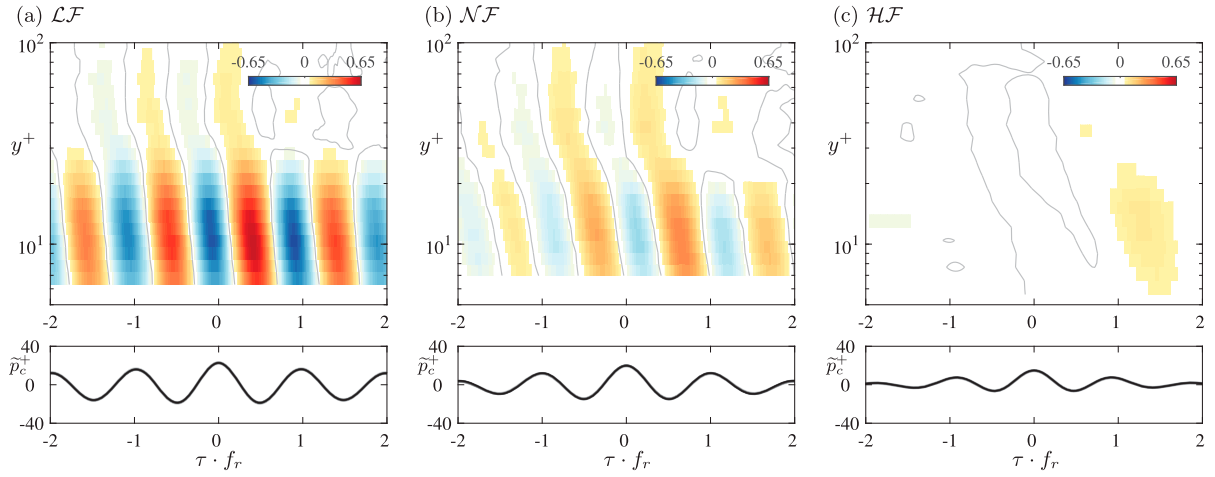 (a) ℒℱ
(b) 𝒩ℱ
(c) ℋℱ
10²
-0.65 0 0.65
y⁺
10¹
-2 -1 0 1 2
10²
-0.65 0 0.65
y⁺
10¹
-2 -1 0 1 2
10²
-0.65 0 0.65
y⁺
10¹
-2 -1 0 1 2
40
p̃c⁺
0
-40
-2 -1 0 1 2
τ · fᵣ
40
p̃c⁺
0
-40
-2 -1 0 1 2
τ · fᵣ
40
p̃c⁺
0
-40
-2 -1 0 1 2
τ · fᵣ